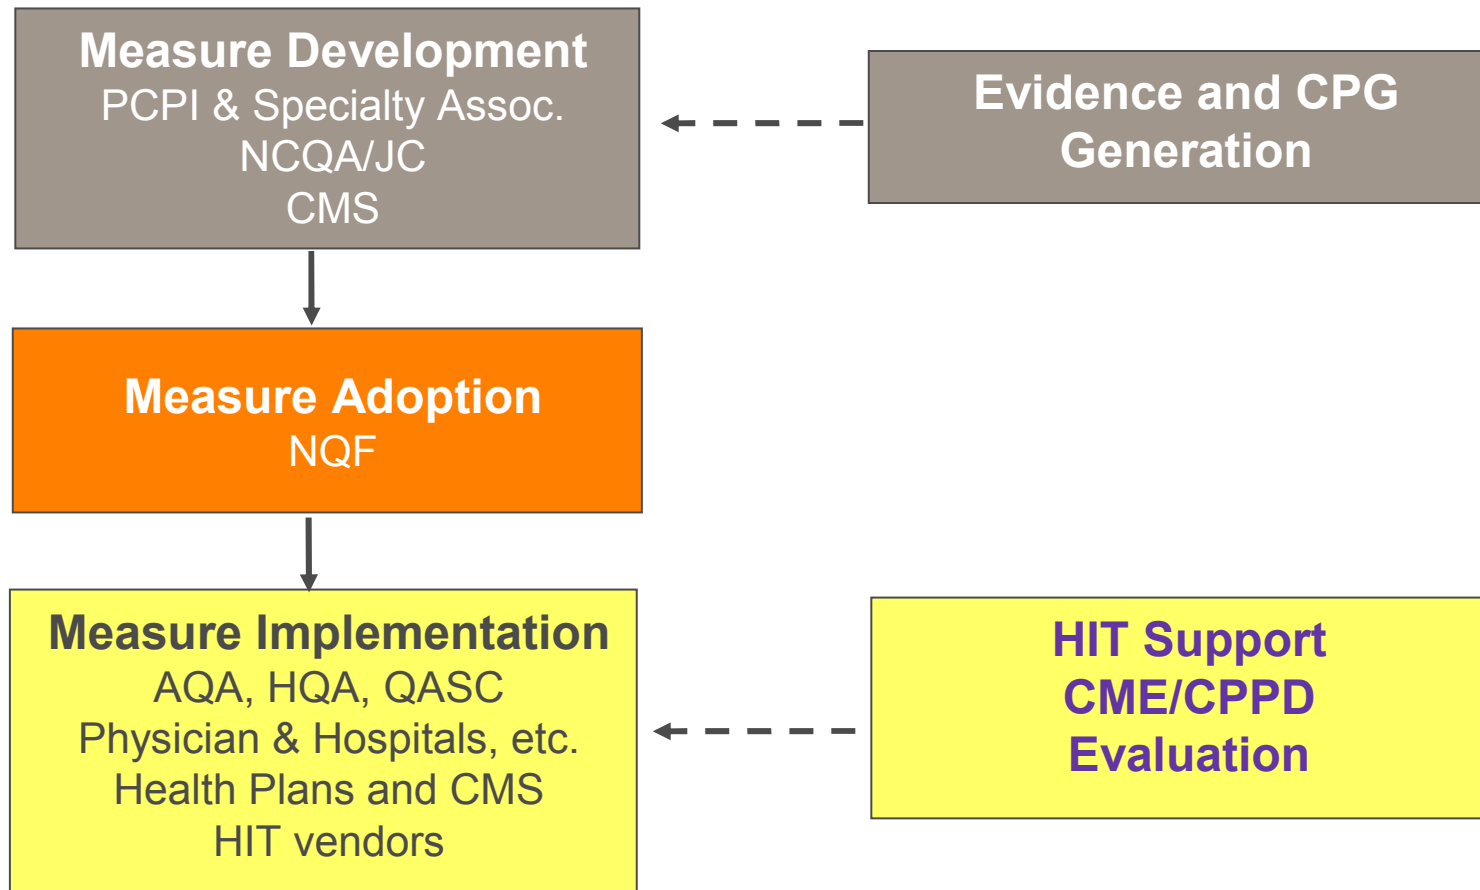 Measure Development
PCPI & Specialty Assoc.
NCQA/JC
CMS
Evidence and CPG
Generation
Measure Adoption
NQF
Measure Implementation
AQA, HQA, QASC
Physician & Hospitals, etc.
Health Plans and CMS
HIT vendors
HIT Support
CME/CPPD
Evaluation